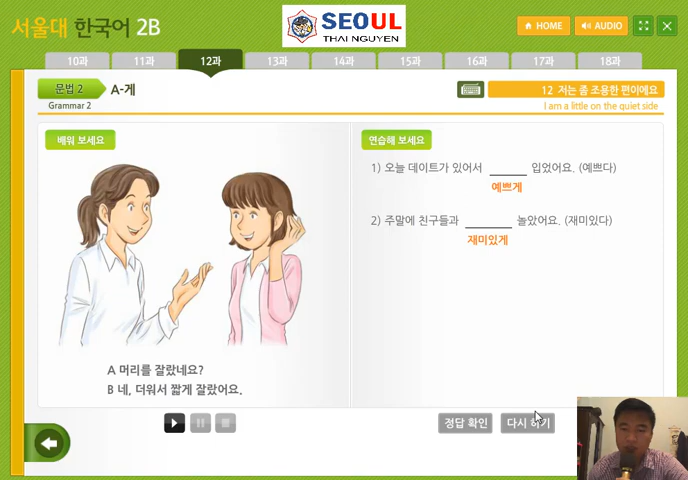 서울대 한국어 2B
SEOUL
THAI NGUYEN
HOME
AUDIO
10과 11과 12과 13과 14과 15과 16과 17과 18과
문법 2
A-게
Grammar 2
12 저는 좀 조용한 편이에요
I am a little on the quiet side
배워 보세요
A 머리를 잘랐네요?
B 네, 더워서 짧게 잘랐어요.
연습해 보세요
1) 오늘 데이트가 있어서 ______ 입었어요. (예쁘다)
예쁘게
2) 주말에 친구들과 ______ 놀았어요. (재미있다)
재미있게
정답 확인
다시 하기